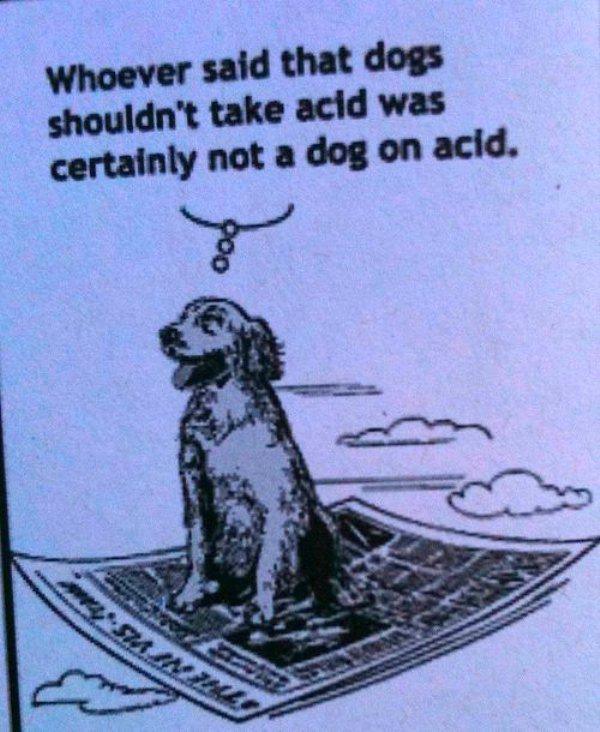 Whoever said that dogs
shouldn't take acid was
certainly not a dog on acid.